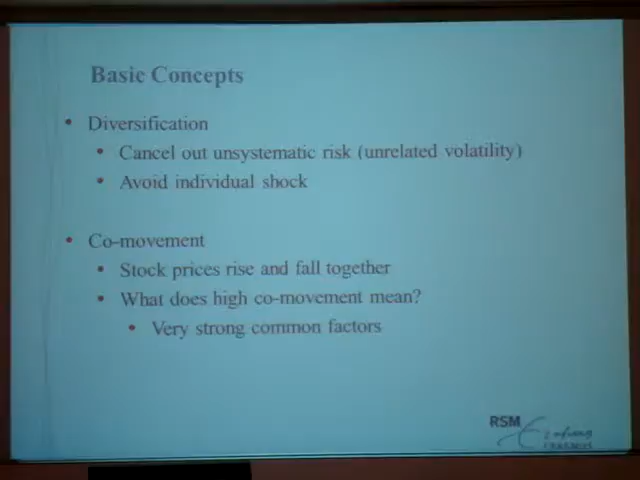 Basic Concepts
• Diversification
• Cancel out unsystematic risk (unrelated volatility)
• Avoid individual shock
• Co-movement
• Stock prices rise and fall together
• What does high co-movement mean?
• Very strong common factors
RSM